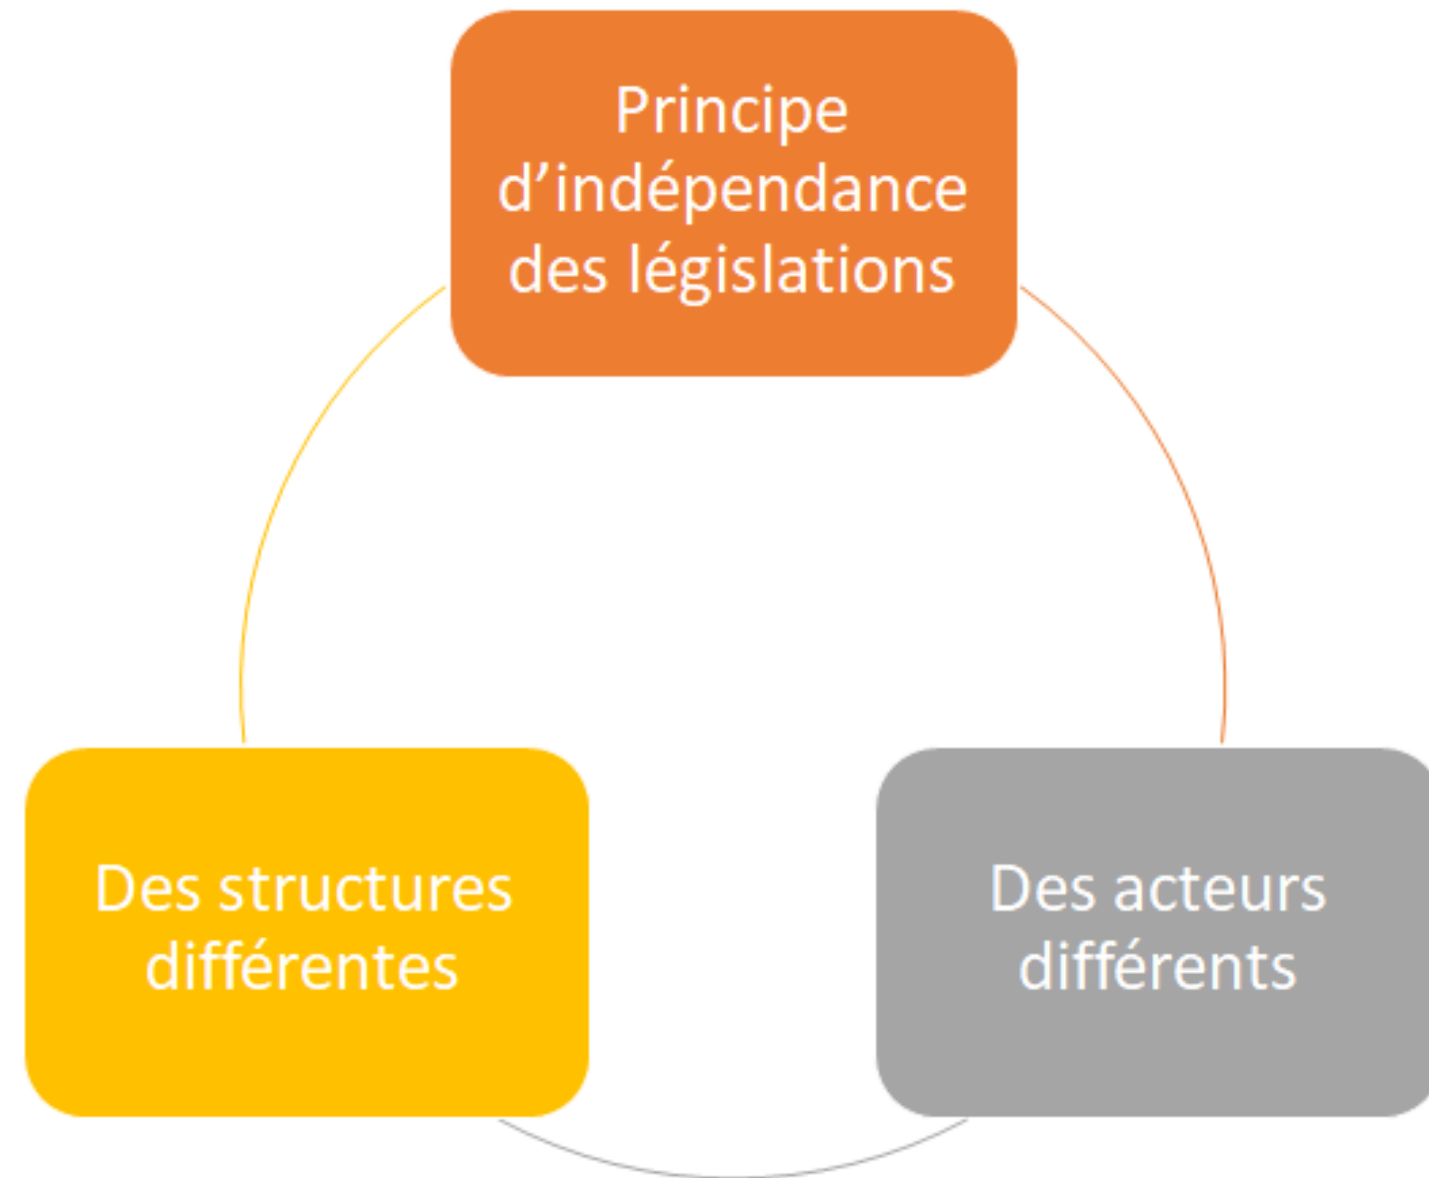 Principe
d’indépendance
des législations
Des structures
différentes
Des acteurs
différents